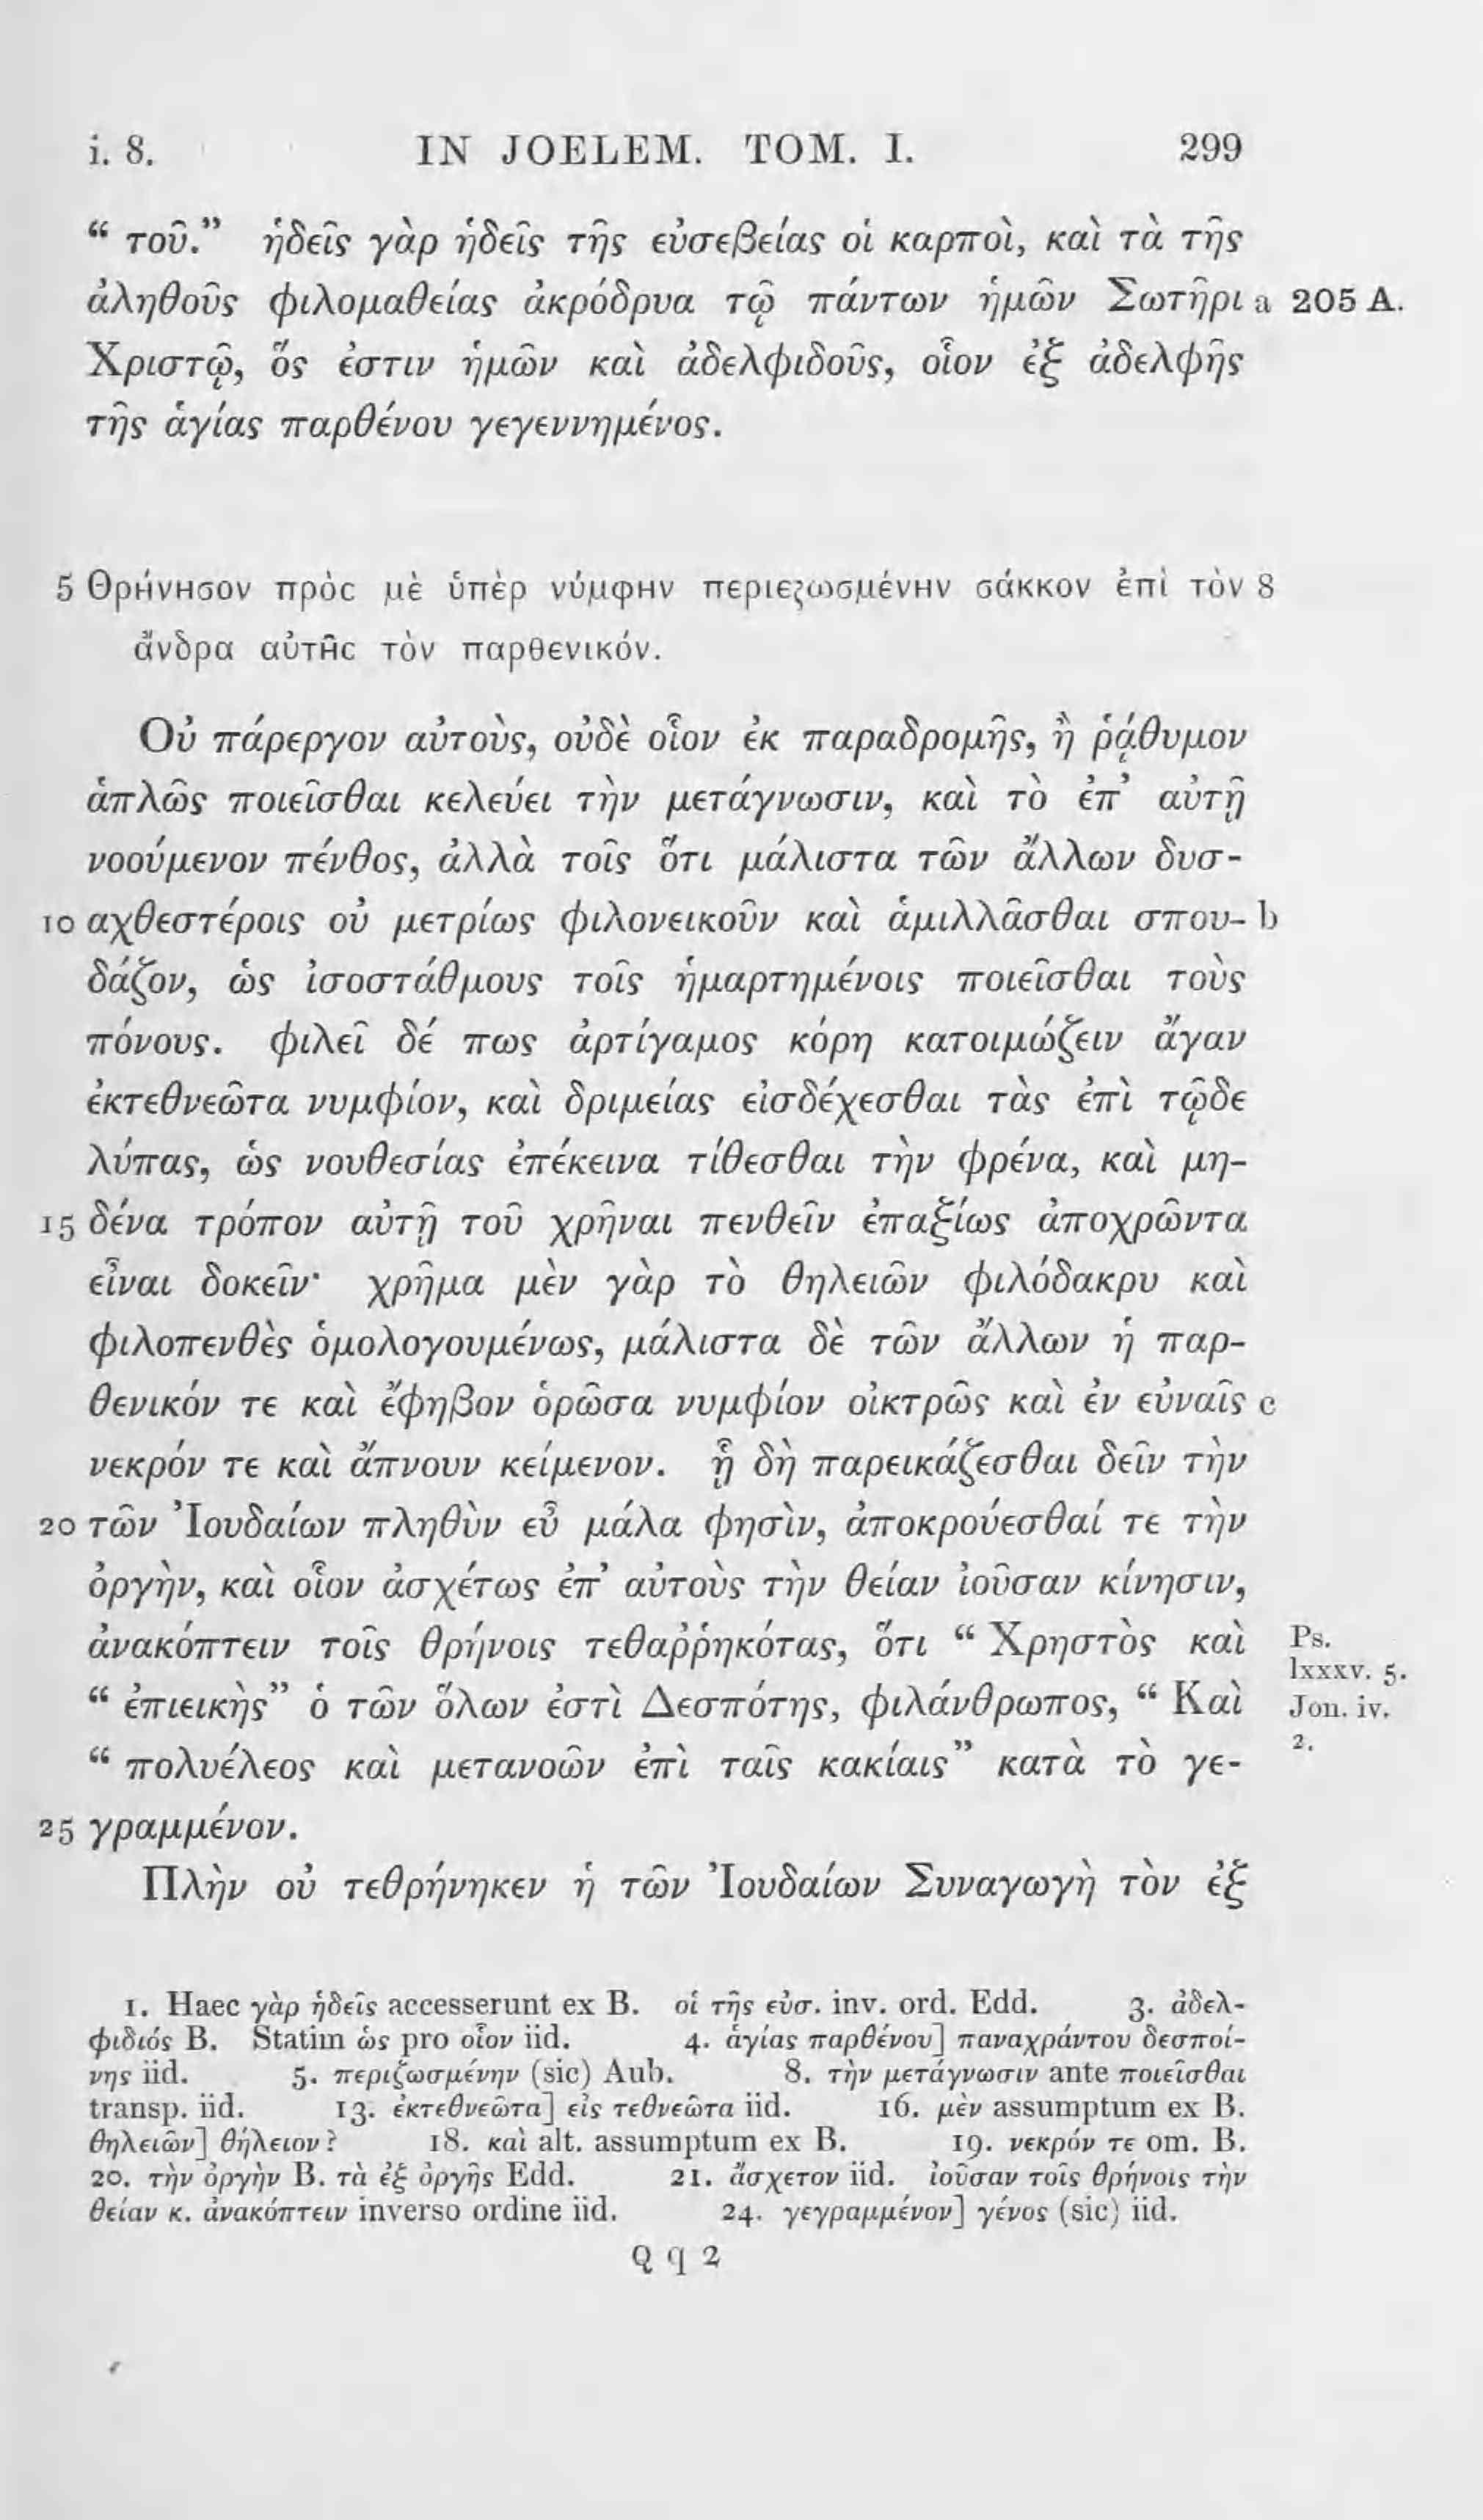 i. 8. IN JOELEM. TOM. I. 299
“ τοῦ.” ἡδεῖς γὰρ ἡδεῖς τῆς εὐσεβείας οἱ καρποὶ, καὶ τὰ τῆς
ἀληθοῦς φιλομαθείας ἀκρόδρυα τῷ πάντων ἡμῶν Σωτῆρι a 205 A.
Χριστῷ, ὅς ἐστιν ἡμῶν καὶ ἀδελφιδοῦς, οἷον ἐξ ἀδελφῆς
τῆς ἁγίας παρθένου γεγεννημένος.
5 Θρήνησον πρὸς μὲ ὑπὲρ νύμφην περιεζωσμένην σάκκον ἐπὶ τὸν 8
ἄνδρα αὐτῆς τὸν παρθενικόν.
Οὐ πάρεργον αὐτοὺς, οὐδὲ οἷον ἐκ παραδρομῆς, ἢ ῥᾴθυμον
ἁπλῶς ποιεῖσθαι κελεύει τὴν μετάγνωσιν, καὶ τὸ ἐπ’ αὐτῇ
νοούμενον πένθος, ἀλλὰ τοῖς ὅτι μάλιστα τῶν ἄλλων δυσ-
10 αχθεστέροις οὐ μετρίως φιλονεικοῦν καὶ ἁμιλλᾶσθαι σπου- b
δάζον, ὡς ἰσοστάθμους τοῖς ἡμαρτημένοις ποιεῖσθαι τοὺς
πόνους. φιλεῖ δέ πως ἀρτίγαμος κόρη κατοιμώζειν ἄγαν
ἐκτεθνεῶτα νυμφίον, καὶ δριμείας εἰσδέχεσθαι τὰς ἐπὶ τῷδε
λύπας, ὡς νουθεσίας ἐπέκεινα τίθεσθαι τὴν φρένα, καὶ μη-
15 δένα τρόπον αὐτῇ τοῦ χρῆναι πενθεῖν ἐπαξίως ἀποχρῶντα
εἶναι δοκεῖν· χρῆμα μὲν γὰρ τὸ θηλειῶν φιλόδακρυ καὶ
φιλοπενθὲς ὁμολογουμένως, μάλιστα δὲ τῶν ἄλλων ἡ παρ-
θενικόν τε καὶ ἔφηβον ὁρῶσα νυμφίον οἰκτρῶς καὶ ἐν εὐναῖς c
νεκρόν τε καὶ ἄπνουν κείμενον. ᾗ δὴ παρεικάζεσθαι δεῖν τὴν
20 τῶν Ἰουδαίων πληθὺν εὖ μάλα φησὶν, ἀποκρούεσθαί τε τὴν
ὀργὴν, καὶ οἷον ἀσχέτως ἐπ’ αὐτοὺς τὴν θείαν ἰοῦσαν κίνησιν,
ἀνακόπτειν τοῖς θρήνοις τεθαῤῥηκότας, ὅτι “ Χρηστὸς καὶ Ps.
lxxxv. 5.
“ ἐπιεικὴς” ὁ τῶν ὅλων ἐστὶ Δεσπότης, φιλάνθρωπος, “ Καὶ Jon. iv.
“ πολυέλεος καὶ μετανοῶν ἐπὶ ταῖς κακίαις” κατὰ τὸ γε- 2.
25 γραμμένον.
Πλὴν οὐ τεθρήνηκεν ἡ τῶν Ἰουδαίων Συναγωγὴ τὸν ἐξ
1. Haec γὰρ ἡδεῖς accesserunt ex B. οἱ τῆς εὐσ. inv. ord. Edd. 3. ἀδελ-
φιδιός B. Statim ὡς pro οἷον iid. 4. ἁγίας παρθένου] παναχράντου δεσποί-
νης iid. 5. περιζωσμένην (sic) Aub. 8. τὴν μετάγνωσιν ante ποιεῖσθαι
transp. iid. 13. ἐκτεθνεῶτα] εἰς τεθνεῶτα iid. 16. μὲν assumptum ex B.
θηλειῶν] θήλειον? 18. καὶ alt. assumptum ex B. 19. νεκρόν τε om. B.
20. τὴν ὀργὴν B. τὰ ἐξ ὀργῆς Edd. 21. ἄσχετον iid. ἰοῦσαν τοῖς θρήνοις τὴν
θείαν κ. ἀνακόπτειν inverso ordine iid. 24. γεγραμμένον] γένος (sic) iid.
Q q 2